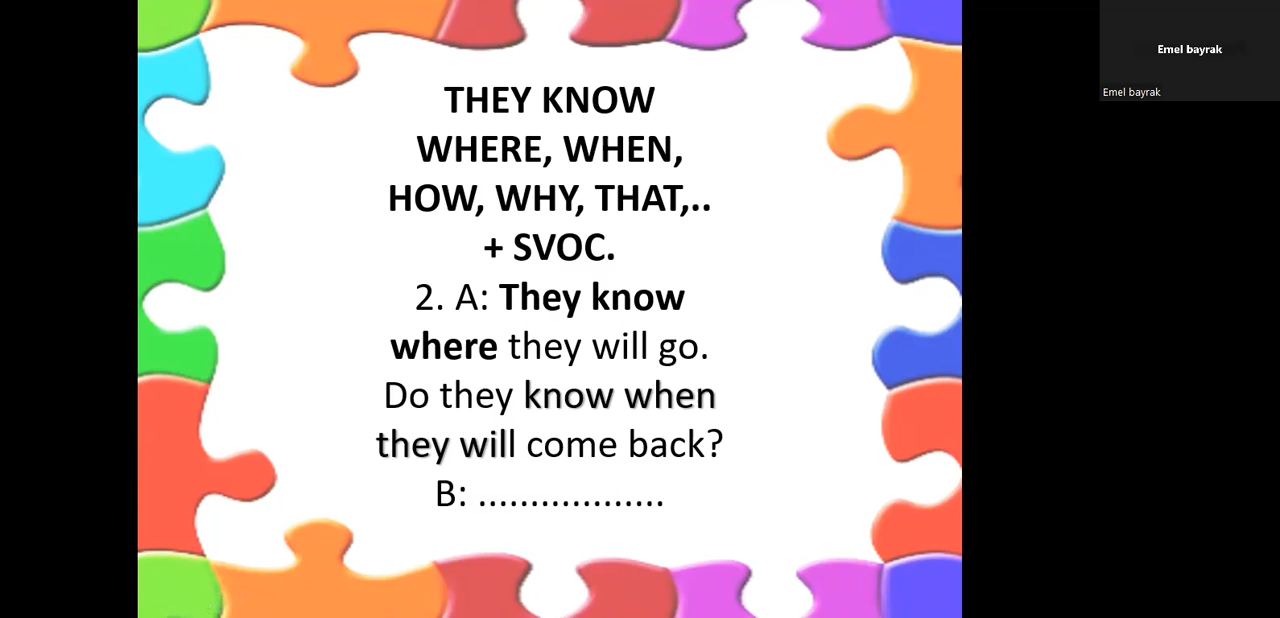 THEY KNOW
WHERE, WHEN,
HOW, WHY, THAT,..
+ SVOC.
2. A: They know
where they will go.
Do they know when
they will come back?
B: ..................
Emel bayrak
Emel bayrak